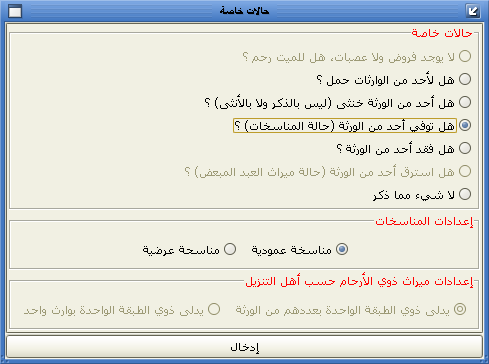 حالات خاصة
حالات خاصة
لا يوجد فروض ولا عصبات، هل للميت رحم ؟
هل لأحد من الوارثات حمل ؟
هل أحد من الورثة خنثى (ليس بالذكر ولا بالأنثى) ؟
هل توفي أحد من الورثة (حالة المناسخات) ؟
هل فقد أحد من الورثة ؟
هل استرق أحد من الورثة (حالة ميراث العبد المبعض) ؟
لا شيء مما ذكر
إعدادات المناسخات
مناسخة عمودية مناسخة عرضية
إعدادات ميراث ذوي الأرحام حسب أهل التنزيل
يدلى ذوي الطبقة الواحدة بعددهم من الورثة يدلى ذوي الطبقة الواحدة بوارث واحد
إدخال